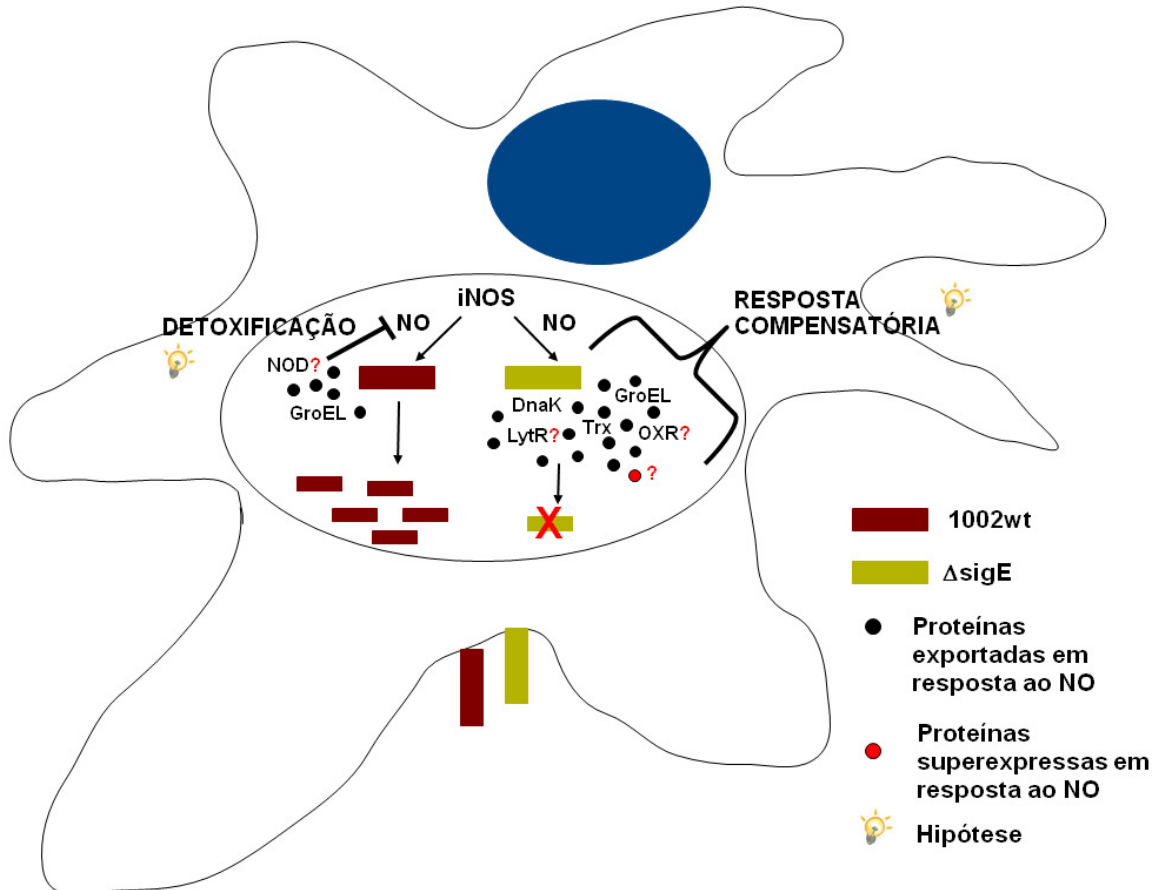 iNOS
DETOXIFICAÇÃO
NO
NO
RESPOSTA
COMPENSATÓRIA
NOD?
GroEL
DnaK
GroEL
LytR?
Trx
OXR?
?
X
1002wt
ΔsigE
Proteínas
exportadas em
resposta ao NO
Proteínas
superexpressas em
resposta ao NO
Hipótese